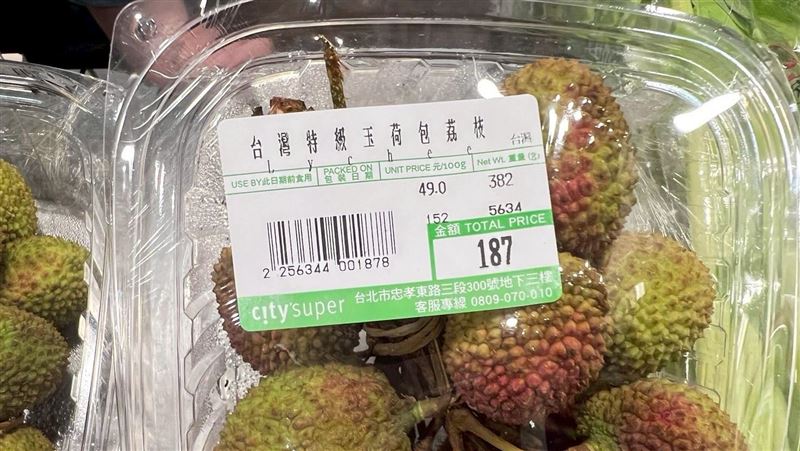 台灣特級玉荷包荔枝 台灣
Lychees
USE BY此日期前食用 PACKED ON 包裝日期 UNIT PRICE 元/100g Net Wt. 重量(g)
49.0 382
152 5634
金額 TOTAL PRICE
187
2 256344 001878
city'super 台北市忠孝東路三段300號地下三樓
客服專線 0809-070-010